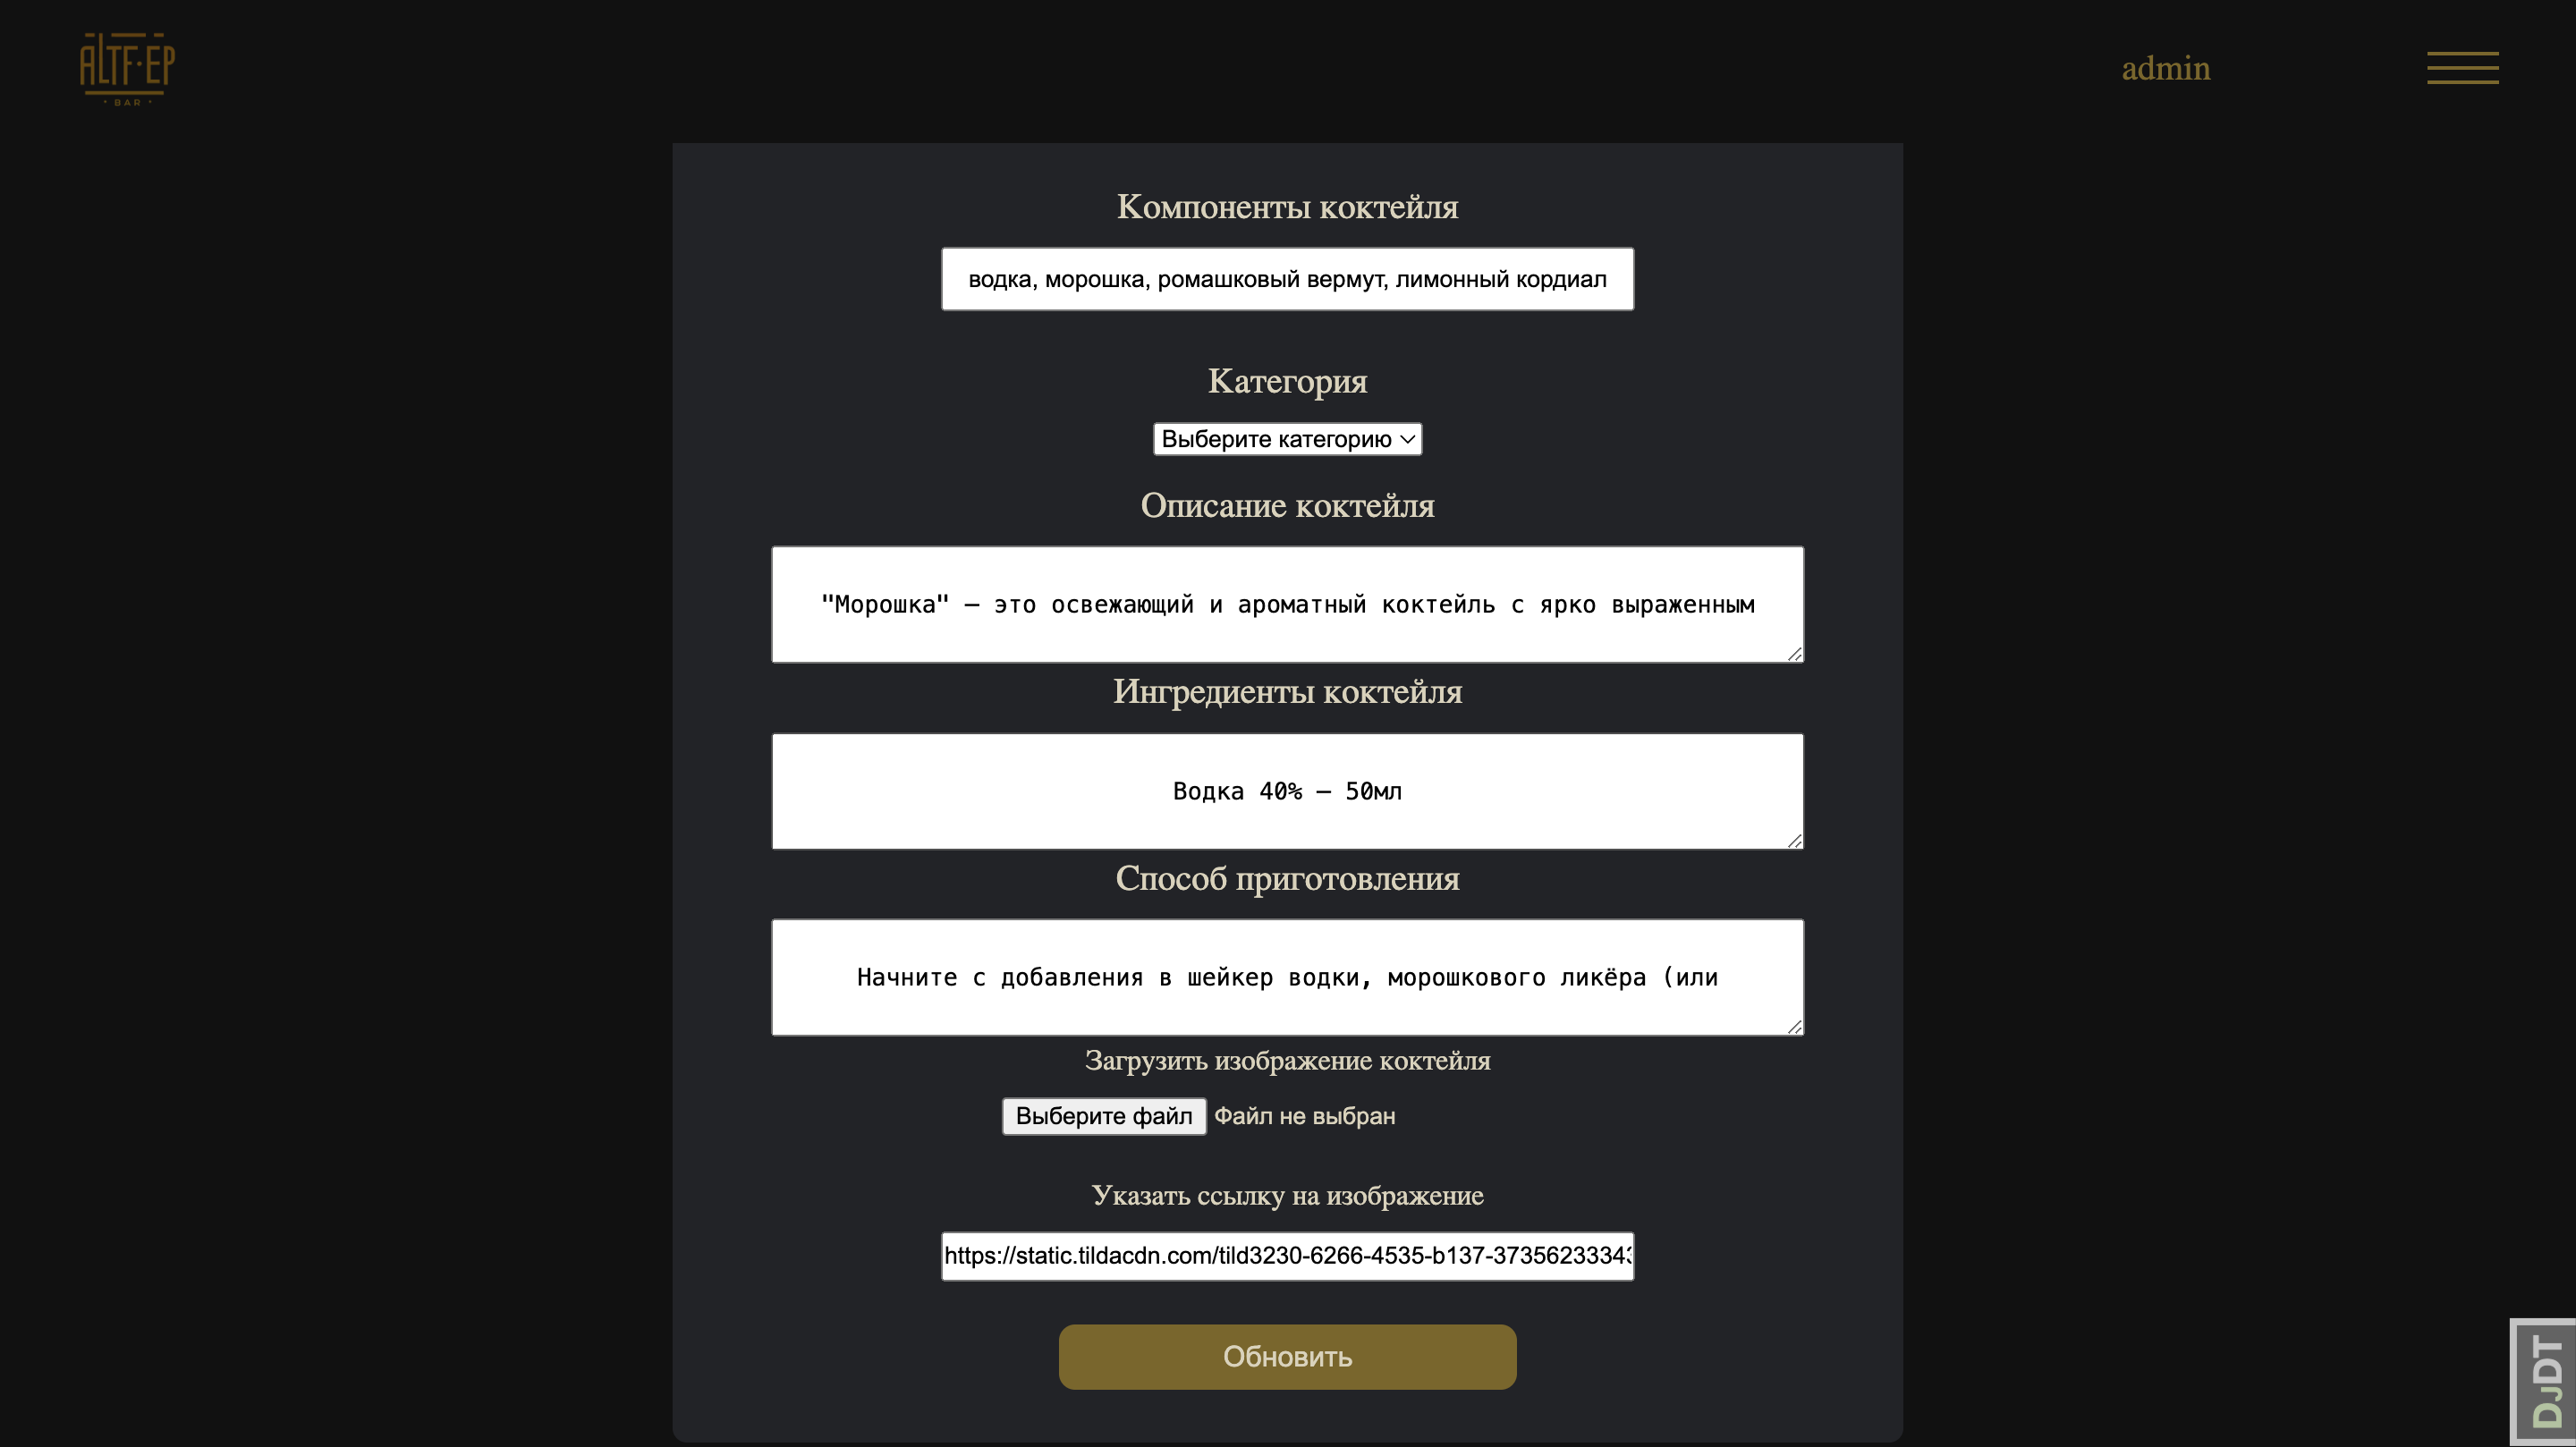 ALTF·EP
· BAR ·
admin
Компоненты коктейля
водка, морошка, ромашковый вермут, лимонный кордиал
Категория
Выберите категорию
Описание коктейля
"Морошка" — это освежающий и ароматный коктейль с ярко выраженным
Ингредиенты коктейля
Водка 40% — 50мл
Способ приготовления
Начните с добавления в шейкер водки, морошкового ликёра (или
Загрузить изображение коктейля
Выберите файл Файл не выбран
Указать ссылку на изображение
https://static.tildacdn.com/tild3230-6266-4535-b137-37356233343
Обновить
DJDT